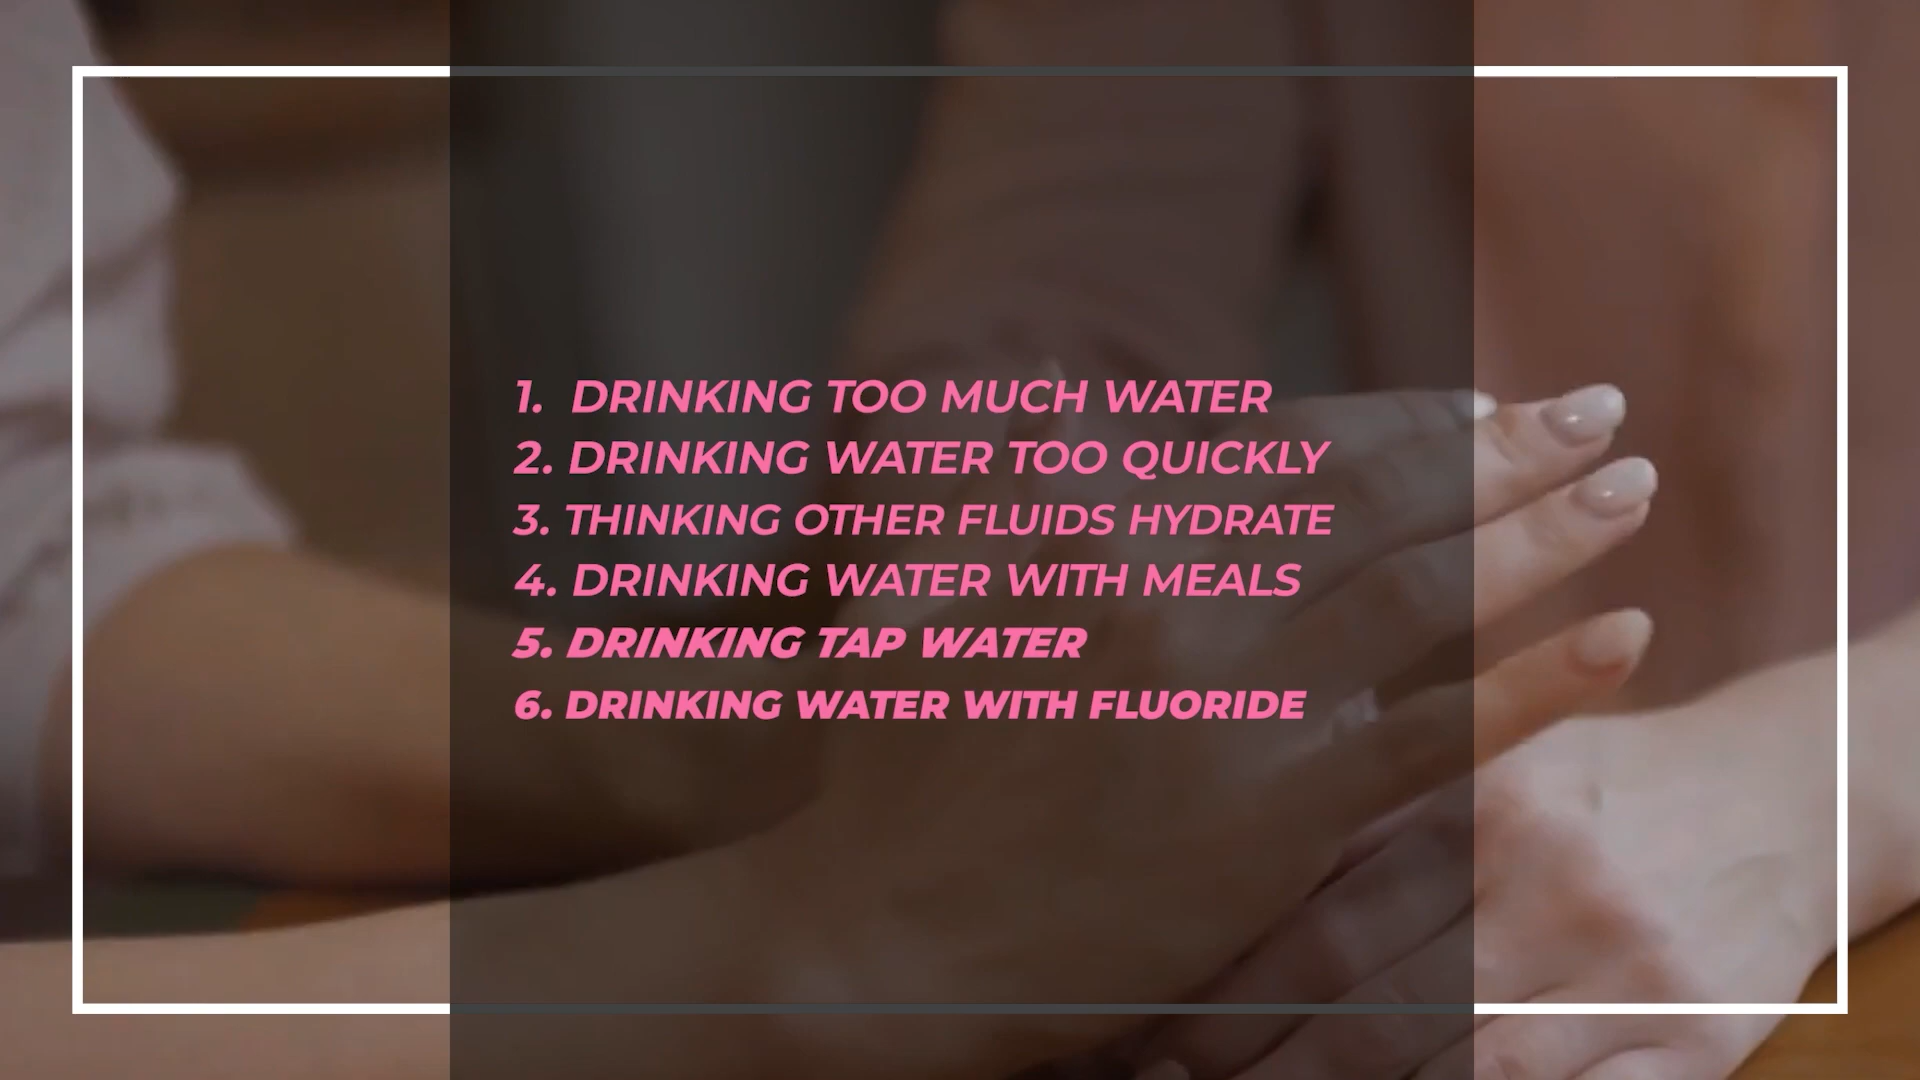 1. DRINKING TOO MUCH WATER
2. DRINKING WATER TOO QUICKLY
3. THINKING OTHER FLUIDS HYDRATE
4. DRINKING WATER WITH MEALS
5. DRINKING TAP WATER
6. DRINKING WATER WITH FLUORIDE